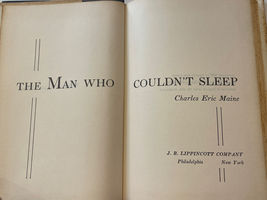 THE MAN WHO COULDN'T SLEEP
Charles Eric Maine
J. B. LIPPINCOTT COMPANY
Philadelphia New York